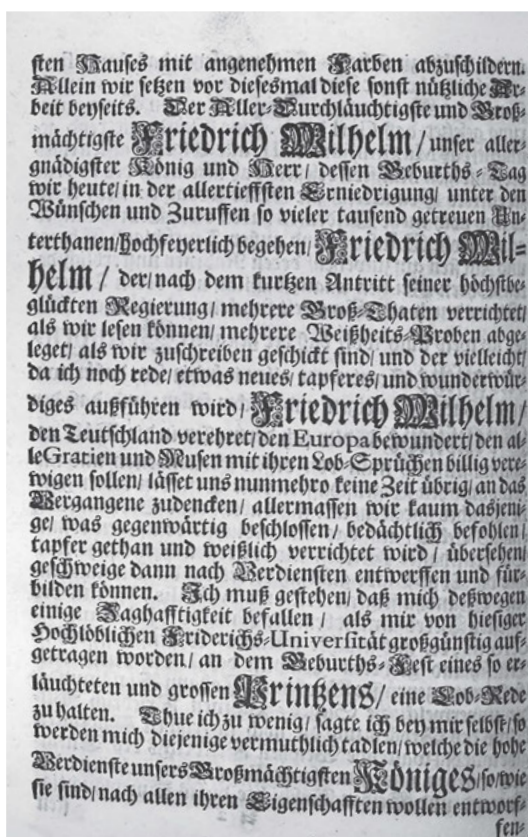 sten Hauses mit angenehmen Farben abzuschildern.
Allein wir setzen vor diesesmal diese sonst nützliche Ar-
beit beyseits. Der Aller-Durchläuchtigste und Groß-
mächtigste Friedrich Wilhelm/ unser aller-
gnädigster König und Herr/ dessen Geburths-Tag
wir heute/ in der allertieffsten Erniedrigung/ unter den
Wünschen und Zuruffen so vieler tausend getreuen Un-
terthanen/ hochfeyerlich begehen/ Friedrich Wil-
helm/ der/ nach dem kurtzen Antritt seiner höchstbe-
glückten Regierung/ mehrere Groß-Thaten verrichtet/
als wir lesen können/ mehrere Weißheits-Proben abge-
leget/ als wir zuschreiben geschickt sind/ und der vielleicht/
da ich noch rede/ etwas neues/ tapferes/ und wunderwür-
diges außführen wird/ Friedrich Wilhelm/
den Teutschland verehret/ den Europa bewundert/ den al-
le Gratien und Musen mit ihren Lob-Sprüchen billig vere-
wigen sollen/ lässet uns nunmehro keine Zeit übrig/ an das
Vergangene zudencken/ allermassen wir kaum dasjeni-
ge/ was gegenwärtig beschlossen/ bedächtlich befohlen/
tapfer gethan und weißlich verrichtet wird/ übersehen/
geschweige dann nach Verdiensten entwerffen und für-
bilden können. Ich muß gestehen/ daß mich deßwegen
einige Zaghafftigkeit befallen/ als mir von hiesiger
Hochlöblichen Friderichs-Universität großgünstig auf-
getragen worden/ an dem Geburths-Fest eines so er-
läuchteten und grossen Printzens/ eine Lob-Rede
zu halten. Thue ich zu wenig/ sagte ich bey mir selbst/ so
werden mich diejenige vermuthlich tadlen/ welche die hohe
Verdienste unsers Großmächtigsten Königes/ so/ wie
sie sind/ nach allen ihren Eigenschafften wollen entworf-
fen-